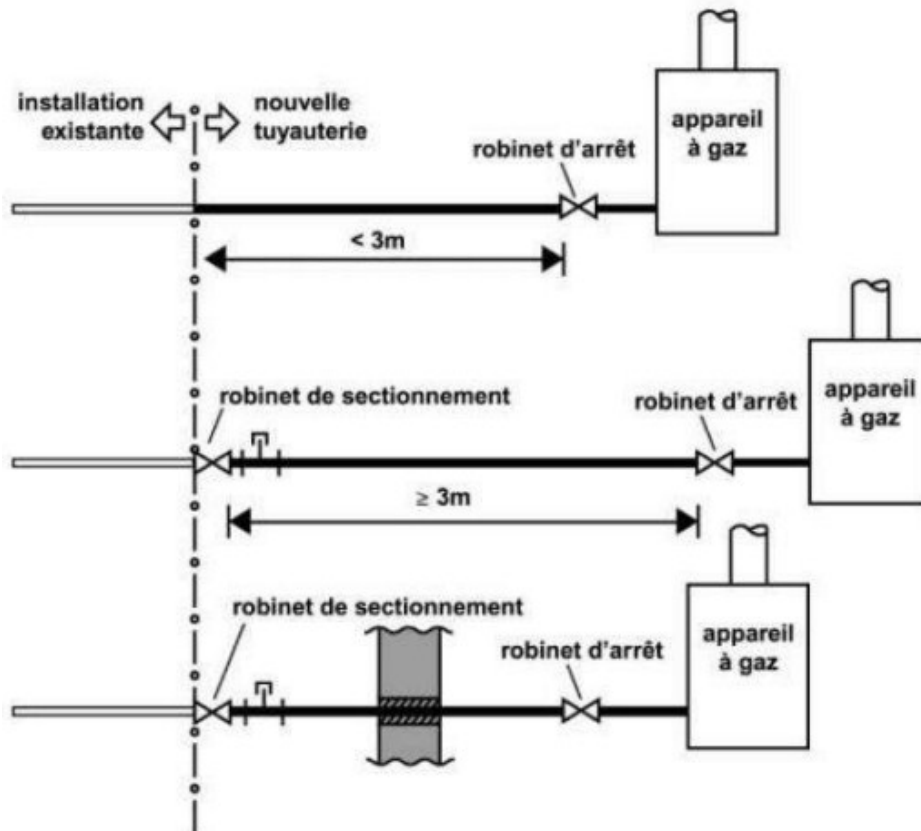 installation
existante
nouvelle
tuyauterie
robinet d'arrêt
appareil
à gaz
< 3m
robinet de sectionnement
robinet d'arrêt
appareil
à gaz
≥ 3m
robinet de sectionnement
robinet d'arrêt
appareil
à gaz